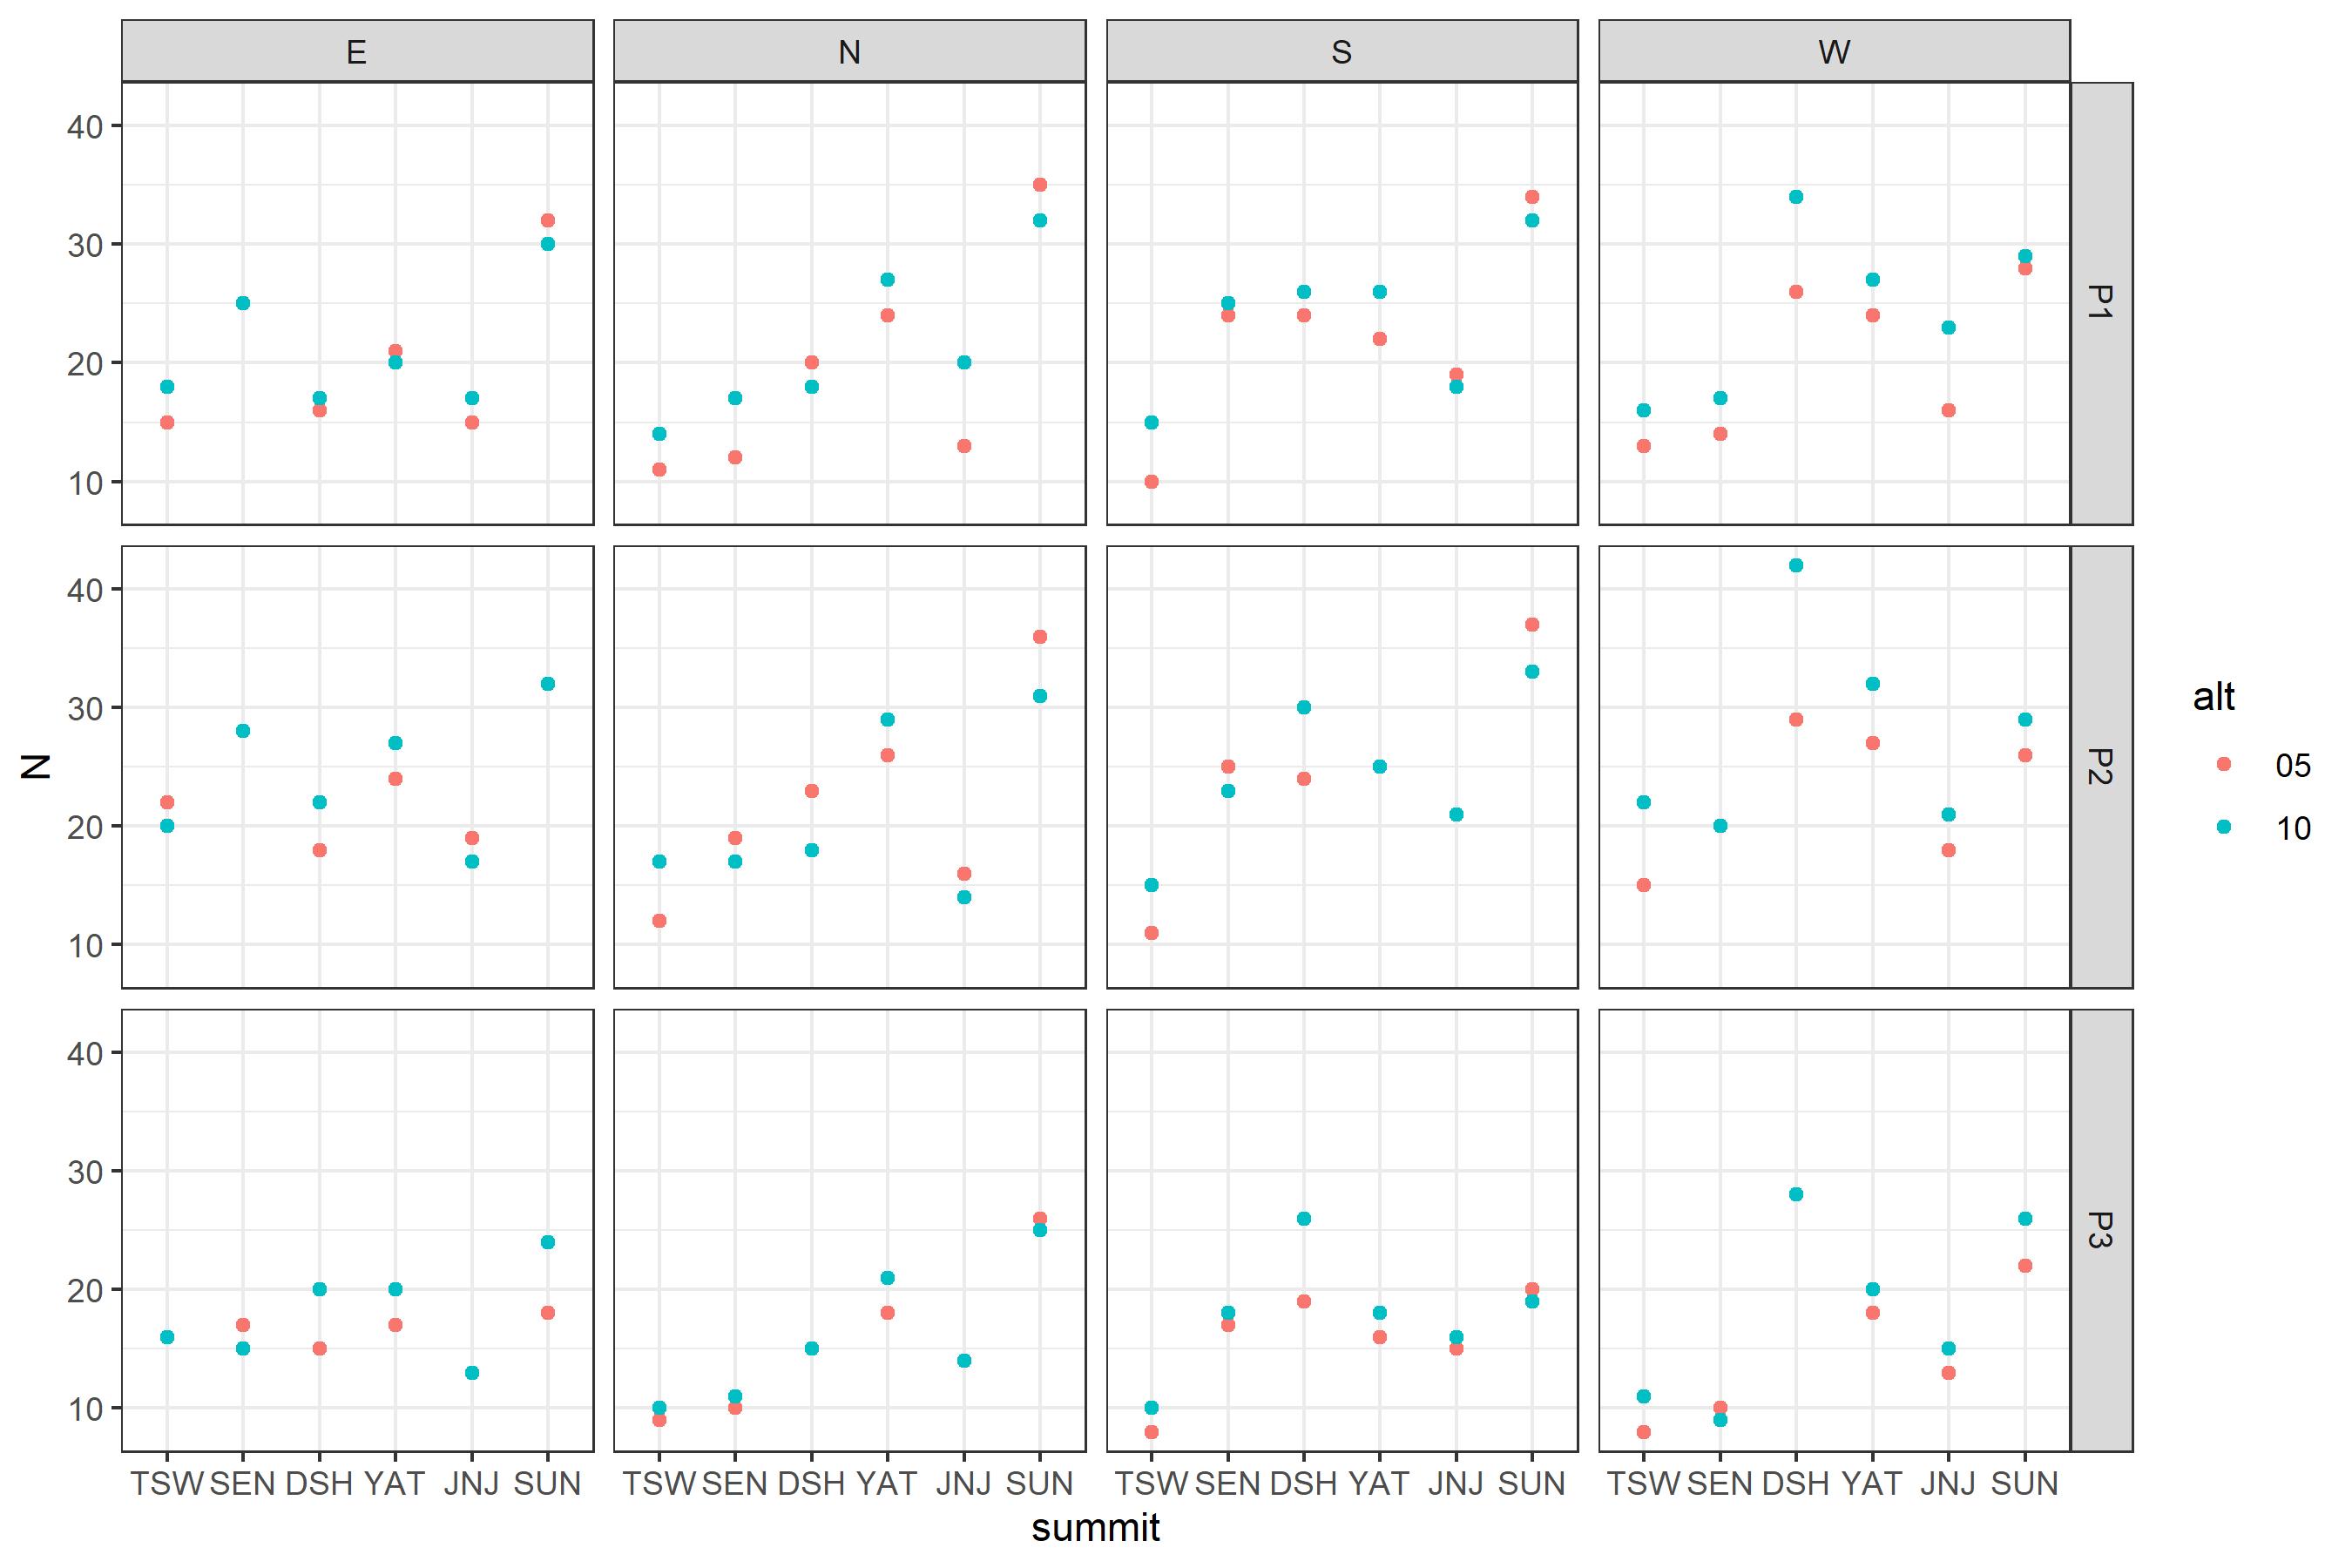 E N S W
40
30
20
10
P1
40
30
20
10
P2
N
alt
05
10
40
30
20
10
P3
TSW SEN DSH YAT JNJ SUN TSW SEN DSH YAT JNJ SUN TSW SEN DSH YAT JNJ SUN TSW SEN DSH YAT JNJ SUN
summit